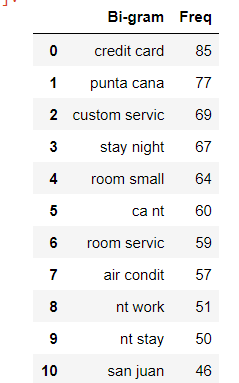 ].
Bi-gram Freq
0 credit card 85
1 punta cana 77
2 custom servic 69
3 stay night 67
4 room small 64
5 ca nt 60
6 room servic 59
7 air condit 57
8 nt work 51
9 nt stay 50
10 san juan 46